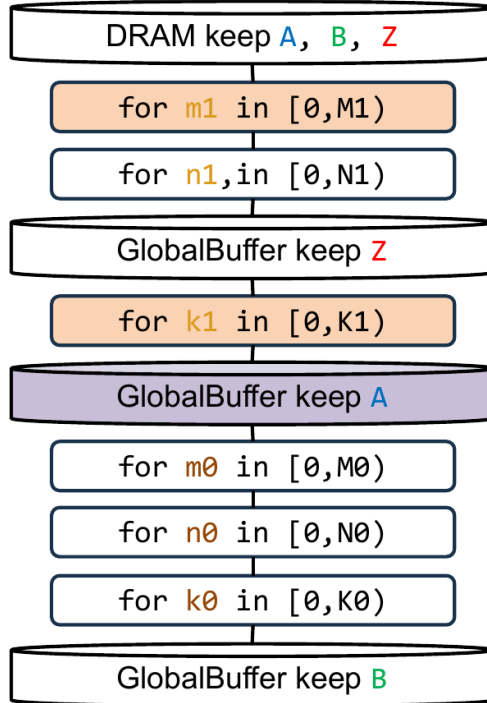 DRAM keep A, B, Z
for m1 in [0,M1)
for n1,in [0,N1)
GlobalBuffer keep Z
for k1 in [0,K1)
GlobalBuffer keep A
for m0 in [0,M0)
for n0 in [0,N0)
for k0 in [0,K0)
GlobalBuffer keep B